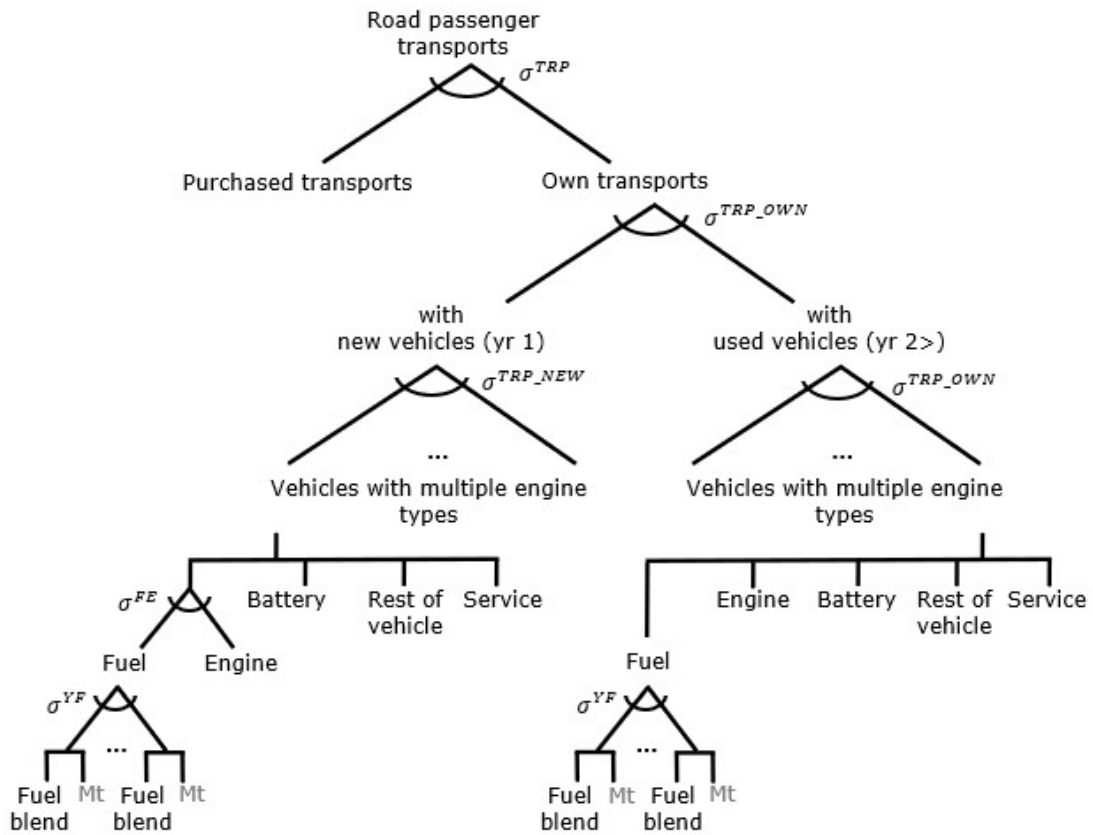 Road passenger
transports
σ^TRP
Purchased transports
Own transports
σ^TRP_OWN
with
new vehicles (yr 1)
with
used vehicles (yr 2>)
σ^TRP_NEW
σ^TRP_OWN
...
...
Vehicles with multiple engine
types
Vehicles with multiple engine
types
σ^FE
Battery
Rest of
vehicle
Service
Engine
Battery
Rest of
vehicle
Service
Fuel
Engine
Fuel
σ^YF
σ^YF
...
...
Fuel
blend
Mt
Fuel
blend
Mt
Fuel
blend
Mt
Fuel
blend
Mt